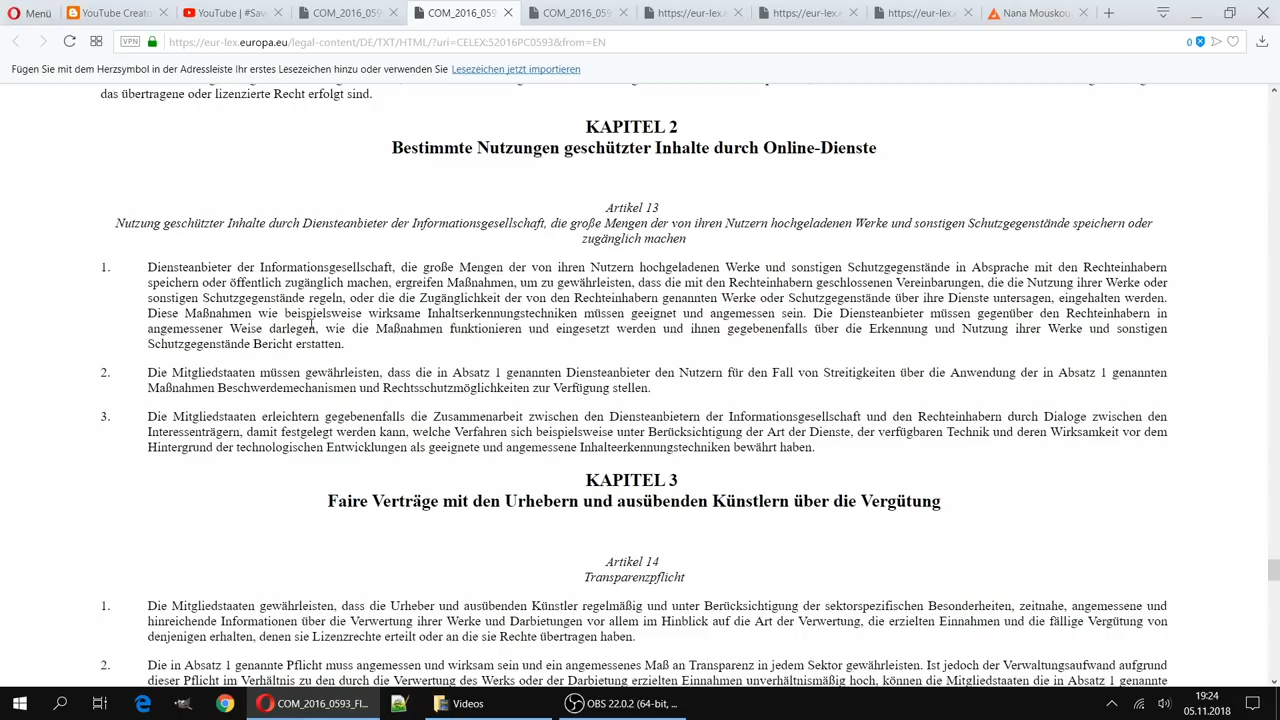 Menü
YouTube Creato
YouTube | #Sav
COM_2016_059
COM_2016_059
COM_2016_059
https://eur-lex.e
https://eur-lex.e
https://eur-lex.
Nana Mouskou
VPN
https://eur-lex.europa.eu/legal-content/DE/TXT/HTML/?uri=CELEX:52016PC0593&from=EN
0
Fügen Sie mit dem Herzsymbol in der Adressleiste Ihr erstes Lesezeichen hinzu oder verwenden Sie Lesezeichen jetzt importieren
das übertragene oder lizenzierte Recht erfolgt sind.
KAPITEL 2
Bestimmte Nutzungen geschützter Inhalte durch Online-Dienste
Artikel 13
Nutzung geschützter Inhalte durch Diensteanbieter der Informationsgesellschaft, die große Mengen der von ihren Nutzern hochgeladenen Werke und sonstigen Schutzgegenstände speichern oder
zugänglich machen
1. Diensteanbieter der Informationsgesellschaft, die große Mengen der von ihren Nutzern hochgeladenen Werke und sonstigen Schutzgegenstände in Absprache mit den Rechteinhabern
speichern oder öffentlich zugänglich machen, ergreifen Maßnahmen, um zu gewährleisten, dass die mit den Rechteinhabern geschlossenen Vereinbarungen, die die Nutzung ihrer Werke oder
sonstigen Schutzgegenstände regeln, oder die die Zugänglichkeit der von den Rechteinhabern genannten Werke oder Schutzgegenstände über ihre Dienste untersagen, eingehalten werden.
Diese Maßnahmen wie beispielsweise wirksame Inhaltserkennungstechniken müssen geeignet und angemessen sein. Die Diensteanbieter müssen gegenüber den Rechteinhabern in
angemessener Weise darlegen, wie die Maßnahmen funktionieren und eingesetzt werden und ihnen gegebenenfalls über die Erkennung und Nutzung ihrer Werke und sonstigen
Schutzgegenstände Bericht erstatten.
2. Die Mitgliedstaaten müssen gewährleisten, dass die in Absatz 1 genannten Diensteanbieter den Nutzern für den Fall von Streitigkeiten über die Anwendung der in Absatz 1 genannten
Maßnahmen Beschwerdemechanismen und Rechtsschutzmöglichkeiten zur Verfügung stellen.
3. Die Mitgliedstaaten erleichtern gegebenenfalls die Zusammenarbeit zwischen den Diensteanbietern der Informationsgesellschaft und den Rechteinhabern durch Dialoge zwischen den
Interessenträgern, damit festgelegt werden kann, welche Verfahren sich beispielsweise unter Berücksichtigung der Art der Dienste, der verfügbaren Technik und deren Wirksamkeit vor dem
Hintergrund der technologischen Entwicklungen als geeignete und angemessene Inhalteerkennungstechniken bewährt haben.
KAPITEL 3
Faire Verträge mit den Urhebern und ausübenden Künstlern über die Vergütung
Artikel 14
Transparenzpflicht
1. Die Mitgliedstaaten gewährleisten, dass die Urheber und ausübenden Künstler regelmäßig und unter Berücksichtigung der sektorspezifischen Besonderheiten, zeitnahe, angemessene und
hinreichende Informationen über die Verwertung ihrer Werke und Darbietungen vor allem im Hinblick auf die Art der Verwertung, die erzielten Einnahmen und die fällige Vergütung von
denjenigen erhalten, denen sie Lizenzrechte erteilt oder an die sie Rechte übertragen haben.
2. Die in Absatz 1 genannte Pflicht muss angemessen und wirksam sein und ein angemessenes Maß an Transparenz in jedem Sektor gewährleisten. Ist jedoch der Verwaltungsaufwand aufgrund
dieser Pflicht im Verhältnis zu den durch die Verwertung des Werks oder der Darbietung erzielten Einnahmen unverhältnismäßig hoch, können die Mitgliedstaaten die in Absatz 1 genannte
COM_2016_0593_FI...
Videos
OBS 22.0.2 (64-bit, ...
19:24
05.11.2018